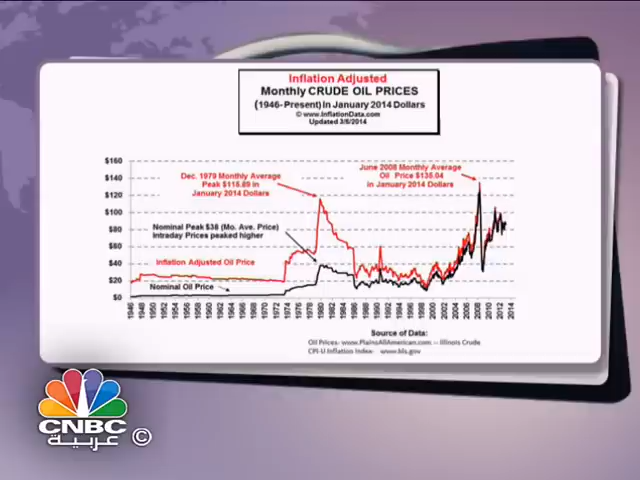 Inflation Adjusted
Monthly CRUDE OIL PRICES
(1946-Present) In January 2014 Dollars
© www.InflationData.com
Updated 3/5/2014
$160
$140
$120
$100
$80
$60
$40
$20
$0
Dec. 1979 Monthly Average
Peak $115.89 in
January 2014 Dollars
June 2008 Monthly Average
Oil Price $135.04
in January 2014 Dollars
Nominal Peak $38 (Mo. Ave. Price)
Intraday Prices peaked higher
Inflation Adjusted Oil Price
Nominal Oil Price
1946 1948 1950 1952 1954 1956 1958 1960 1962 1964 1966 1968 1970 1972 1974 1976 1978 1980 1982 1984 1986 1988 1990 1992 1994 1996 1998 2000 2002 2004 2006 2008 2010 2012 2014
Source of Data:
Oil Prices- www.PlainsAllAmerican.com -- Illinois Crude
CPI-U Inflation Index- www.bls.gov
CNBC
عربية ©